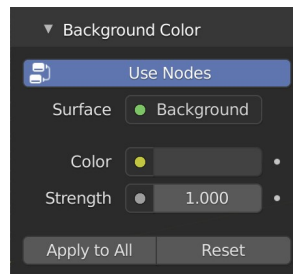 Background Color
Use Nodes
Surface Background
Color
Strength 1.000
Apply to All Reset